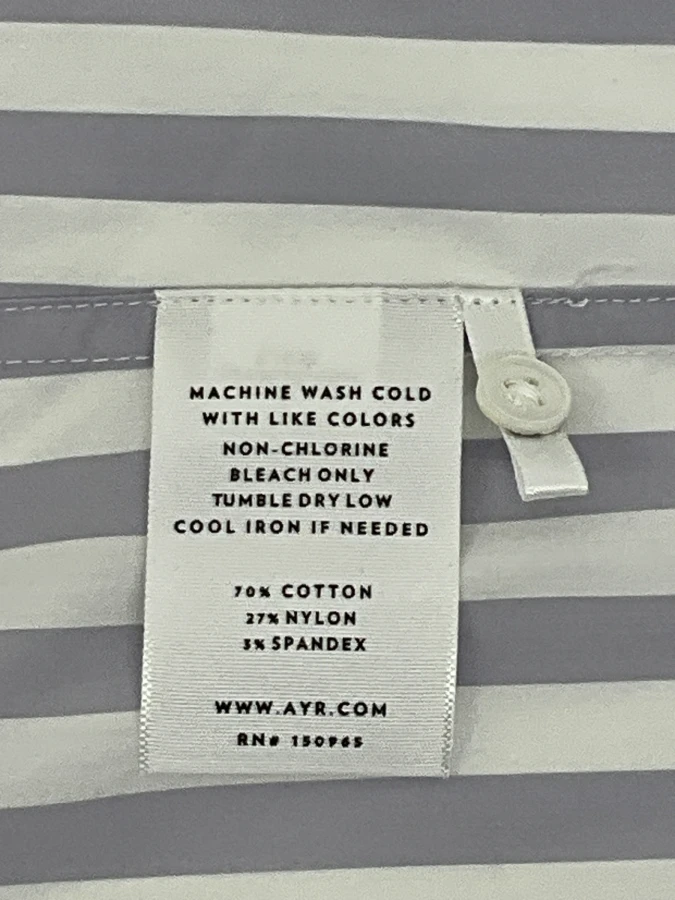 MACHINE WASH COLD
WITH LIKE COLORS
NON-CHLORINE
BLEACH ONLY
TUMBLE DRY LOW
COOL IRON IF NEEDED
70% COTTON
27% NYLON
3% SPANDEX
WWW.AYR.COM
RN# 150965